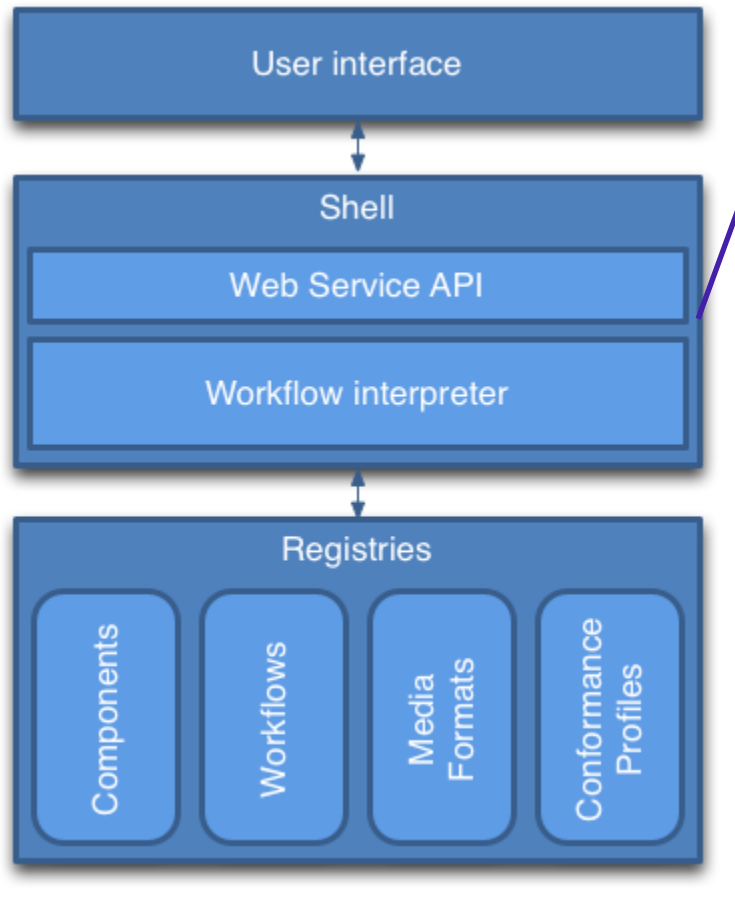 User interface
Shell
Web Service API
Workflow interpreter
Registries
Components
Workflows
Media
Formats
Conformance
Profiles